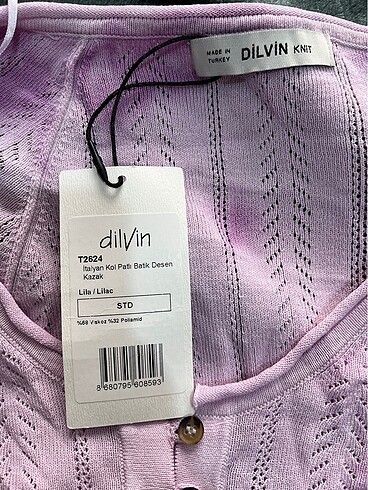 MADE IN
TURKEY
DİLVİN KNIT
dilvin
T2624
İtalyan Kol Patlı Batik Desen
Kazak
Lila / Lilac
STD
%68 Viskoz %32 Poliamid
8 680795 608593